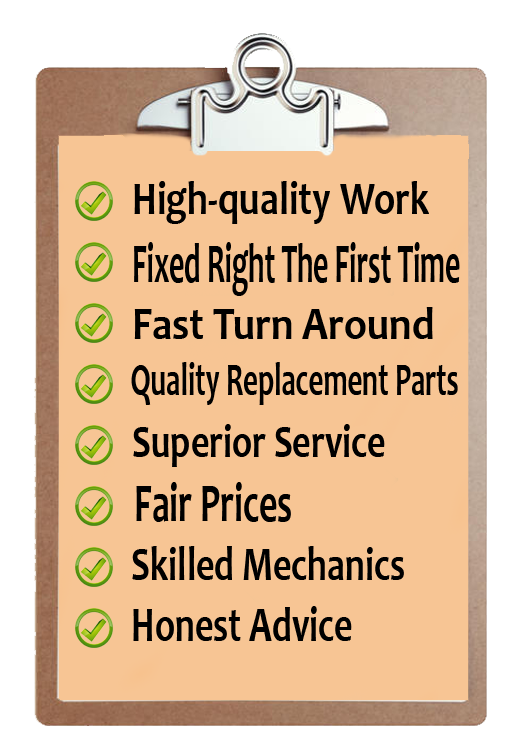 High-quality Work
Fixed Right The First Time
Fast Turn Around
Quality Replacement Parts
Superior Service
Fair Prices
Skilled Mechanics
Honest Advice